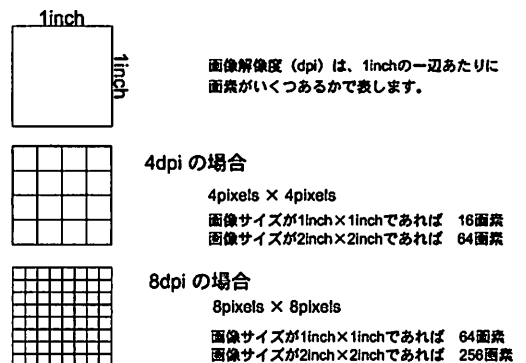 1inch
1inch
画像解像度（dpi）は、1inchの一辺あたりに
画素がいくつあるかで表します。
4dpi の場合
4pixels × 4pixels
画像サイズが1inch×1inchであれば　16画素
画像サイズが2inch×2inchであれば　64画素
8dpi の場合
8pixels × 8pixels
画像サイズが1inch×1inchであれば　64画素
画像サイズが2inch×2inchであれば　256画素